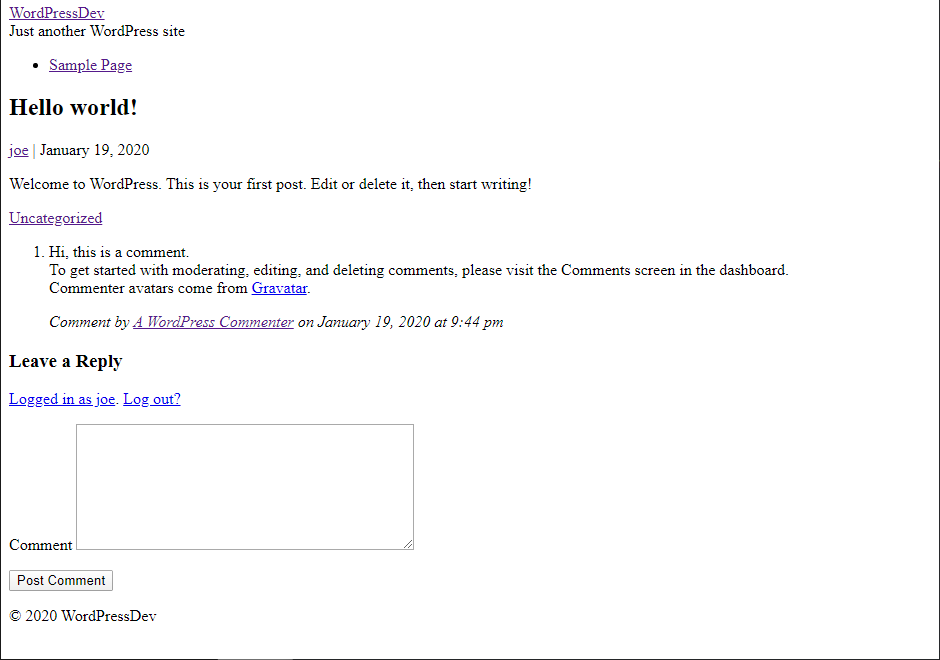 WordPressDev
Just another WordPress site
Sample Page
Hello world!
joe | January 19, 2020
Welcome to WordPress. This is your first post. Edit or delete it, then start writing!
Uncategorized
1. Hi, this is a comment.
To get started with moderating, editing, and deleting comments, please visit the Comments screen in the dashboard.
Commenter avatars come from Gravatar.
Comment by A WordPress Commenter on January 19, 2020 at 9:44 pm
Leave a Reply
Logged in as joe. Log out?
Comment
Post Comment
© 2020 WordPressDev